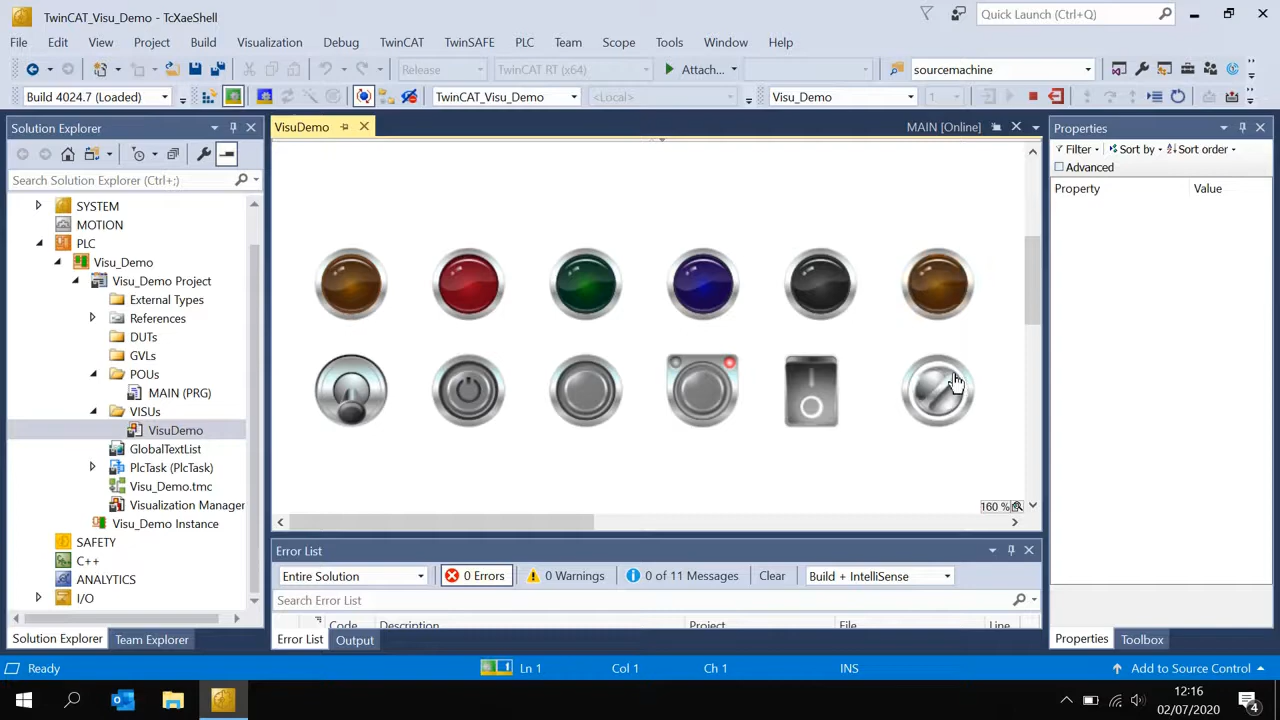 TwinCAT_Visu_Demo - TcXaeShell
Quick Launch (Ctrl+Q)
File Edit View Project Build Visualization Debug TwinCAT TwinSAFE PLC Team Scope Tools Window Help
Release TwinCAT RT (x64) Attach... sourcemachine
Build 4024.7 (Loaded) TwinCAT_Visu_Demo <Local> Visu_Demo 1
Solution Explorer
Search Solution Explorer (Ctrl+;)
SYSTEM
MOTION
PLC
Visu_Demo
Visu_Demo Project
External Types
References
DUTs
GVLs
POUs
MAIN (PRG)
VISUs
VisuDemo
GlobalTextList
PlcTask (PlcTask)
Visu_Demo.tmc
Visualization Manager
Visu_Demo Instance
SAFETY
C++
ANALYTICS
I/O
Solution Explorer Team Explorer
VisuDemo MAIN [Online]
160 %
Error List
Entire Solution 0 Errors 0 Warnings 0 of 11 Messages Clear Build + IntelliSense
Search Error List
Code Description Project File Line
Error List Output
Properties
Filter Sort by Sort order
Advanced
Property Value
Properties Toolbox
Ready Ln 1 Col 1 Ch 1 INS Add to Source Control
12:16
02/07/2020
4